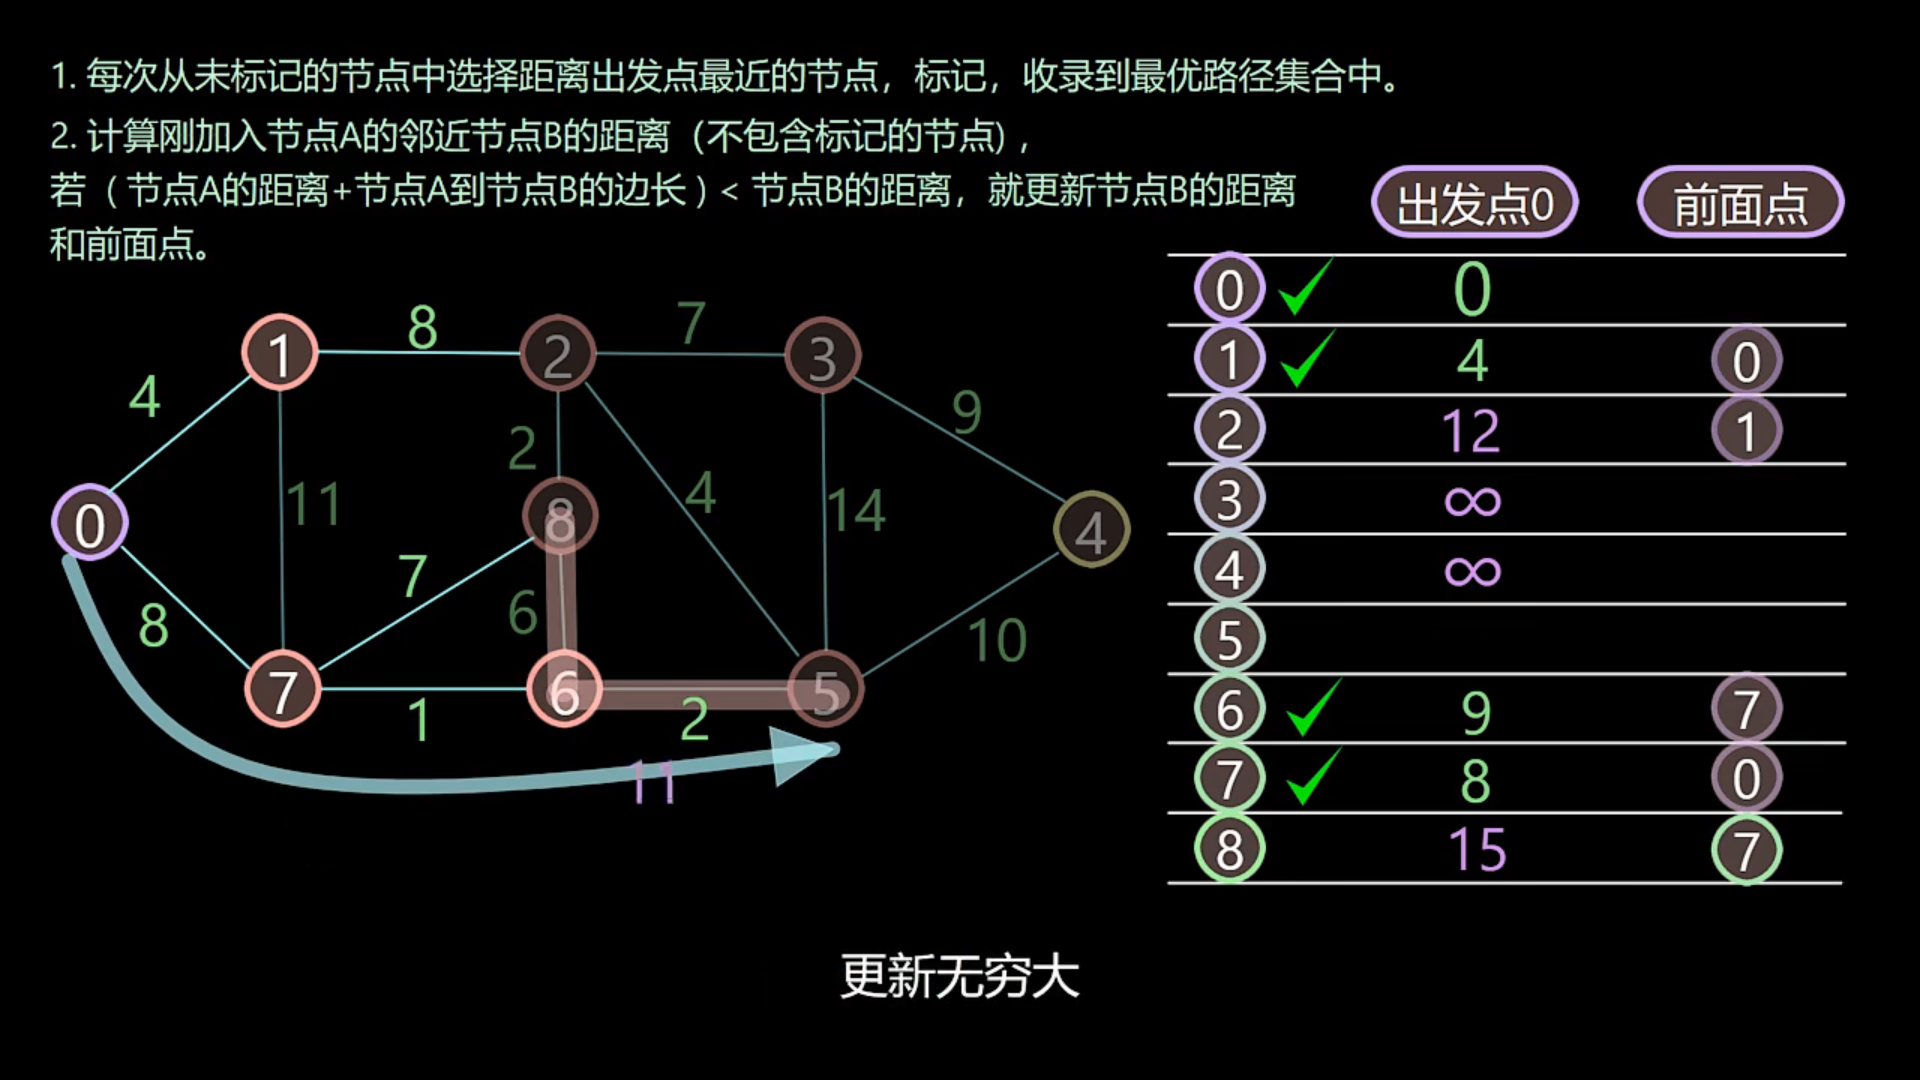 1. 每次从未标记的节点中选择距离出发点最近的节点，标记，收录到最优路径集合中。
2. 计算刚加入节点A的邻近节点B的距离（不包含标记的节点)，
若（节点A的距离+节点A到节点B的边长）< 节点B的距离，就更新节点B的距离
和前面点。
出发点0 前面点
0 0
1 4 0
2 12 1
3 ∞
4 ∞
5
6 9 7
7 8 0
8 15 7
8 7
1 2 3
4 9
2
11 4 14
0 8 4
7
8 6 10
7 6 5
1 2
11
更新无穷大